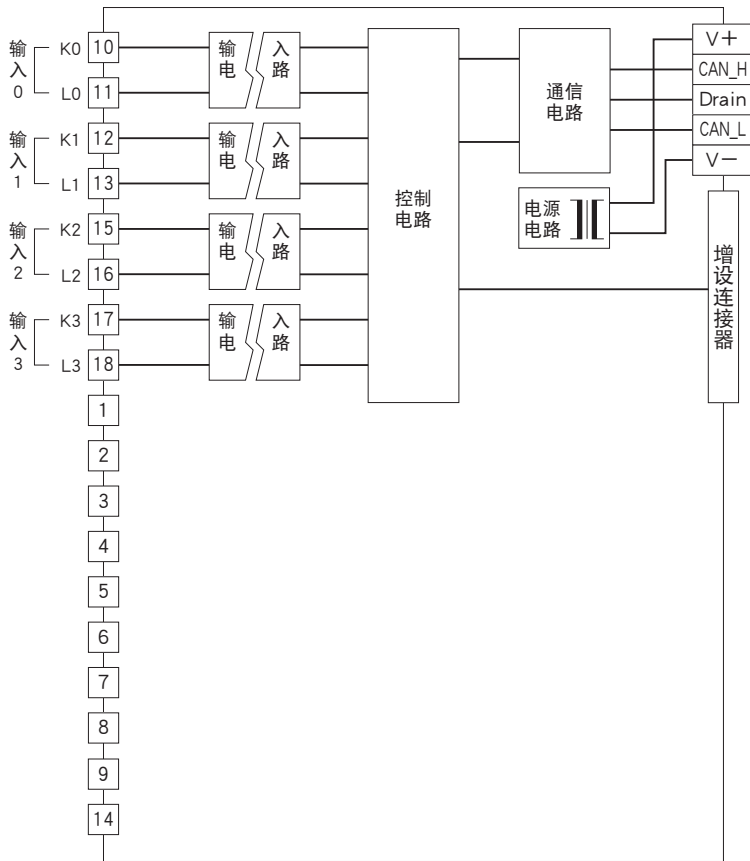 输入0
K0
10
L0
11
输入1
K1
12
L1
13
输入2
K2
15
L2
16
输入3
K3
17
L3
18
1
2
3
4
5
6
7
8
9
14
输电
入路
输电
入路
输电
入路
输电
入路
控制
电路
通信
电路
电源
电路
V+
CAN_H
Drain
CAN_L
V−
增设连接器